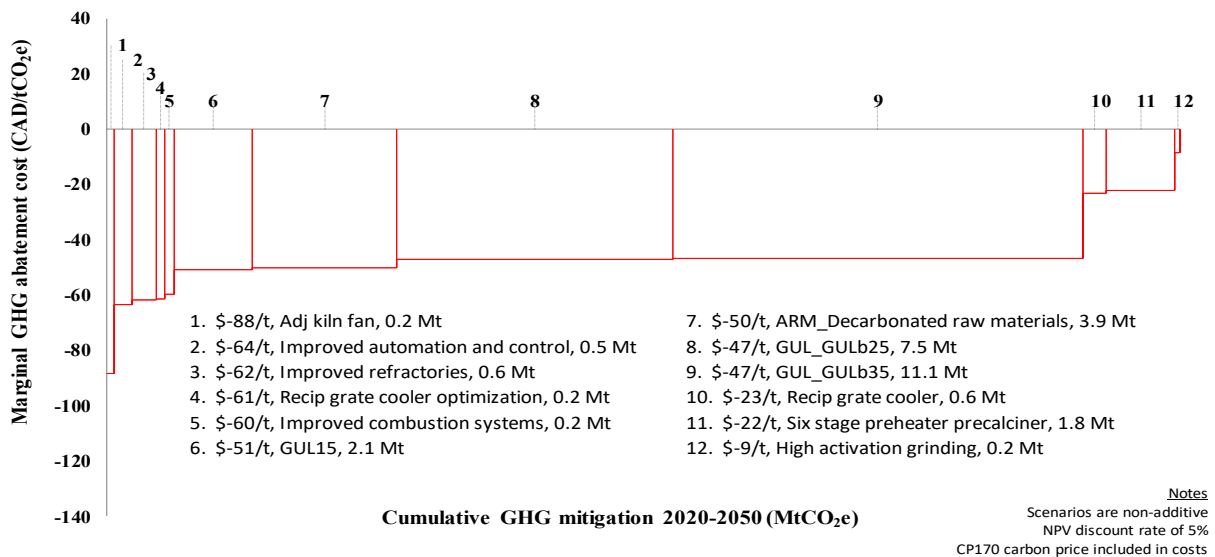 40
20
0
-20
-40
-60
-80
-100
-120
-140
Marginal GHG abatement cost (CAD/tCO₂e)
1 2 3 4 5 6 7 8 9 10 11 12
1. $-88/t, Adj kiln fan, 0.2 Mt
2. $-64/t, Improved automation and control, 0.5 Mt
3. $-62/t, Improved refractories, 0.6 Mt
4. $-61/t, Recip grate cooler optimization, 0.2 Mt
5. $-60/t, Improved combustion systems, 0.2 Mt
6. $-51/t, GUL15, 2.1 Mt
7. $-50/t, ARM_Decarbonated raw materials, 3.9 Mt
8. $-47/t, GUL_GULb25, 7.5 Mt
9. $-47/t, GUL_GULb35, 11.1 Mt
10. $-23/t, Recip grate cooler, 0.6 Mt
11. $-22/t, Six stage preheater precalciner, 1.8 Mt
12. $-9/t, High activation grinding, 0.2 Mt
Cumulative GHG mitigation 2020-2050 (MtCO₂e)
Notes
Scenarios are non-additive
NPV discount rate of 5%
CP170 carbon price included in costs